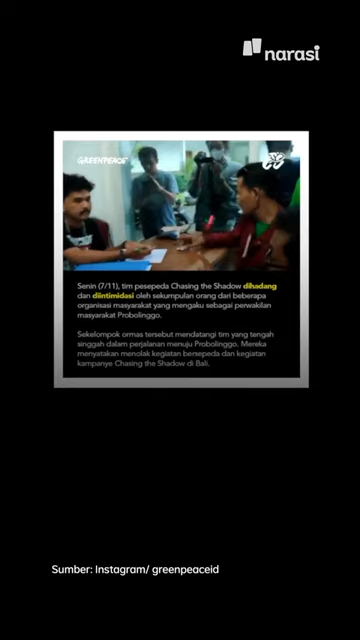 narasi
GREENPEACE
Senin (7/11), tim pesepeda Chasing the Shadow dihadang
dan diintimidasi oleh sekumpulan orang dari beberapa
organisasi masyarakat yang mengaku sebagai perwakilan
masyarakat Probolinggo.
Sekelompok ormas tersebut mendatangi tim yang tengah
singgah dalam perjalanan menuju Probolinggo. Mereka
menyatakan menolak kegiatan bersepeda dan kegiatan
kampanye Chasing the Shadow di Bali.
Sumber: Instagram/ greenpeaceid